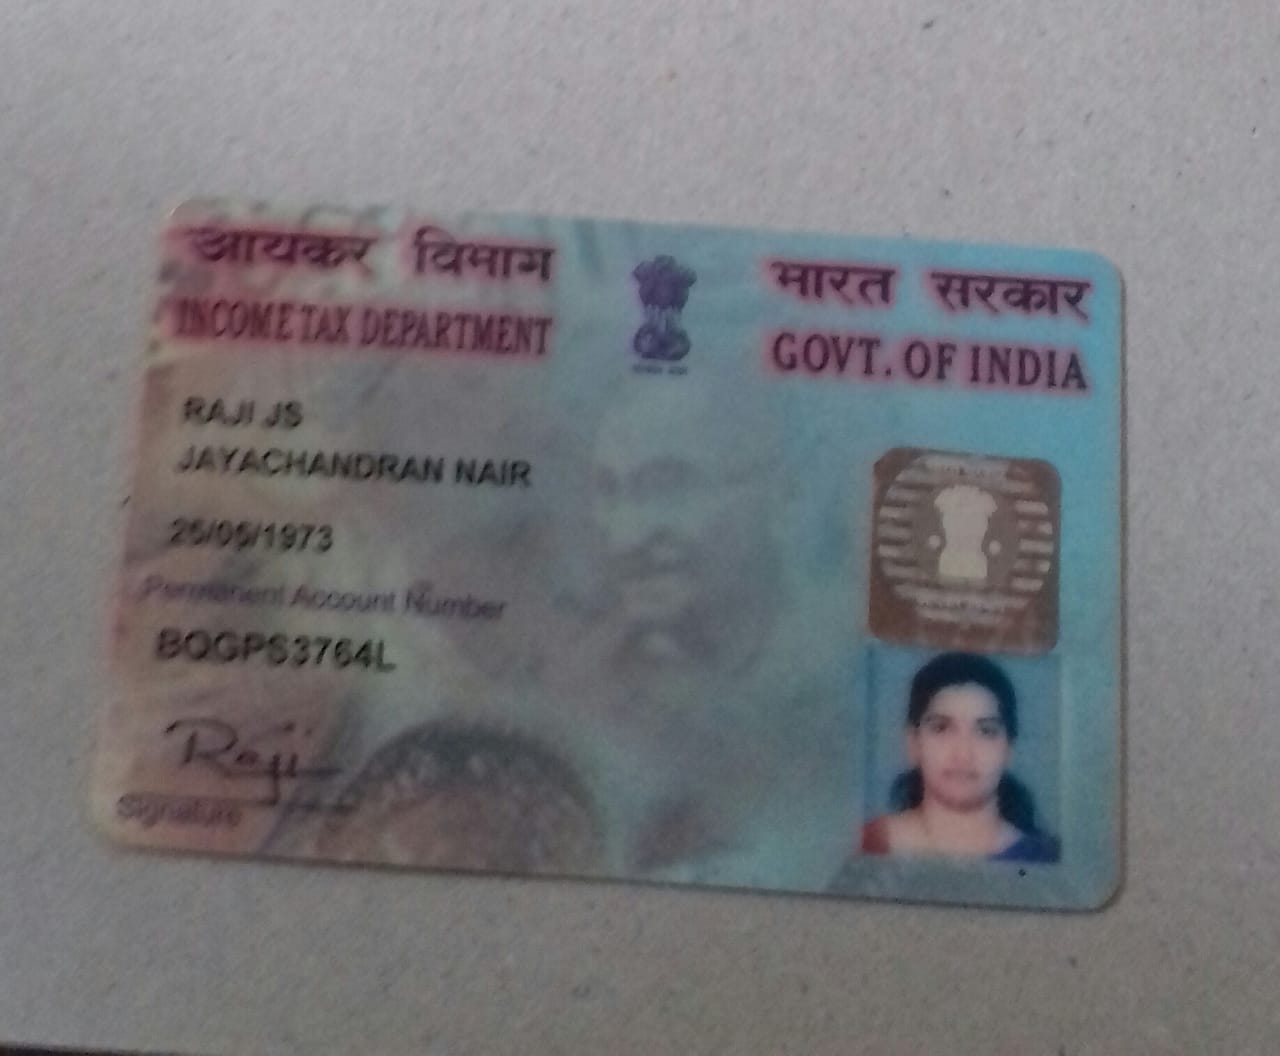 आयकर विभाग
INCOME TAX DEPARTMENT
भारत सरकार
GOVT. OF INDIA
RAJI JS
JAYACHANDRAN NAIR
25/05/1973
Permanent Account Number
BQGPS3764L
Raji
Signature